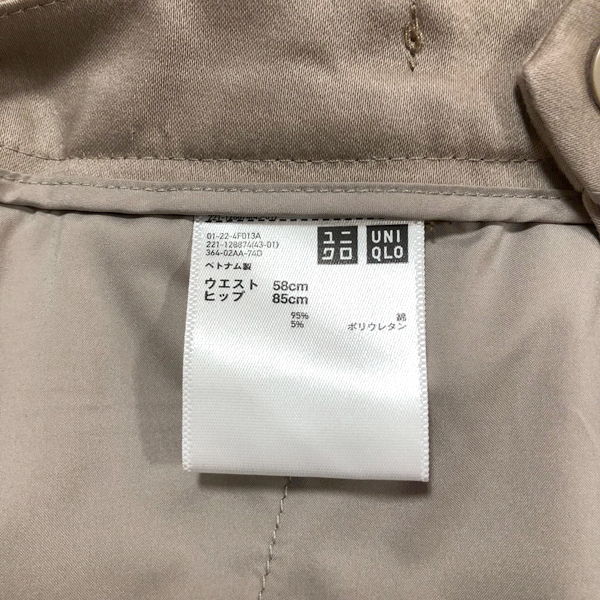 01-22-4F013A
221-128874(43-01)
364-02AA-74D
ユニクロ
UNIQLO
ベトナム製
ウエスト 58cm
ヒップ 85cm
95% 綿
5% ポリウレタン